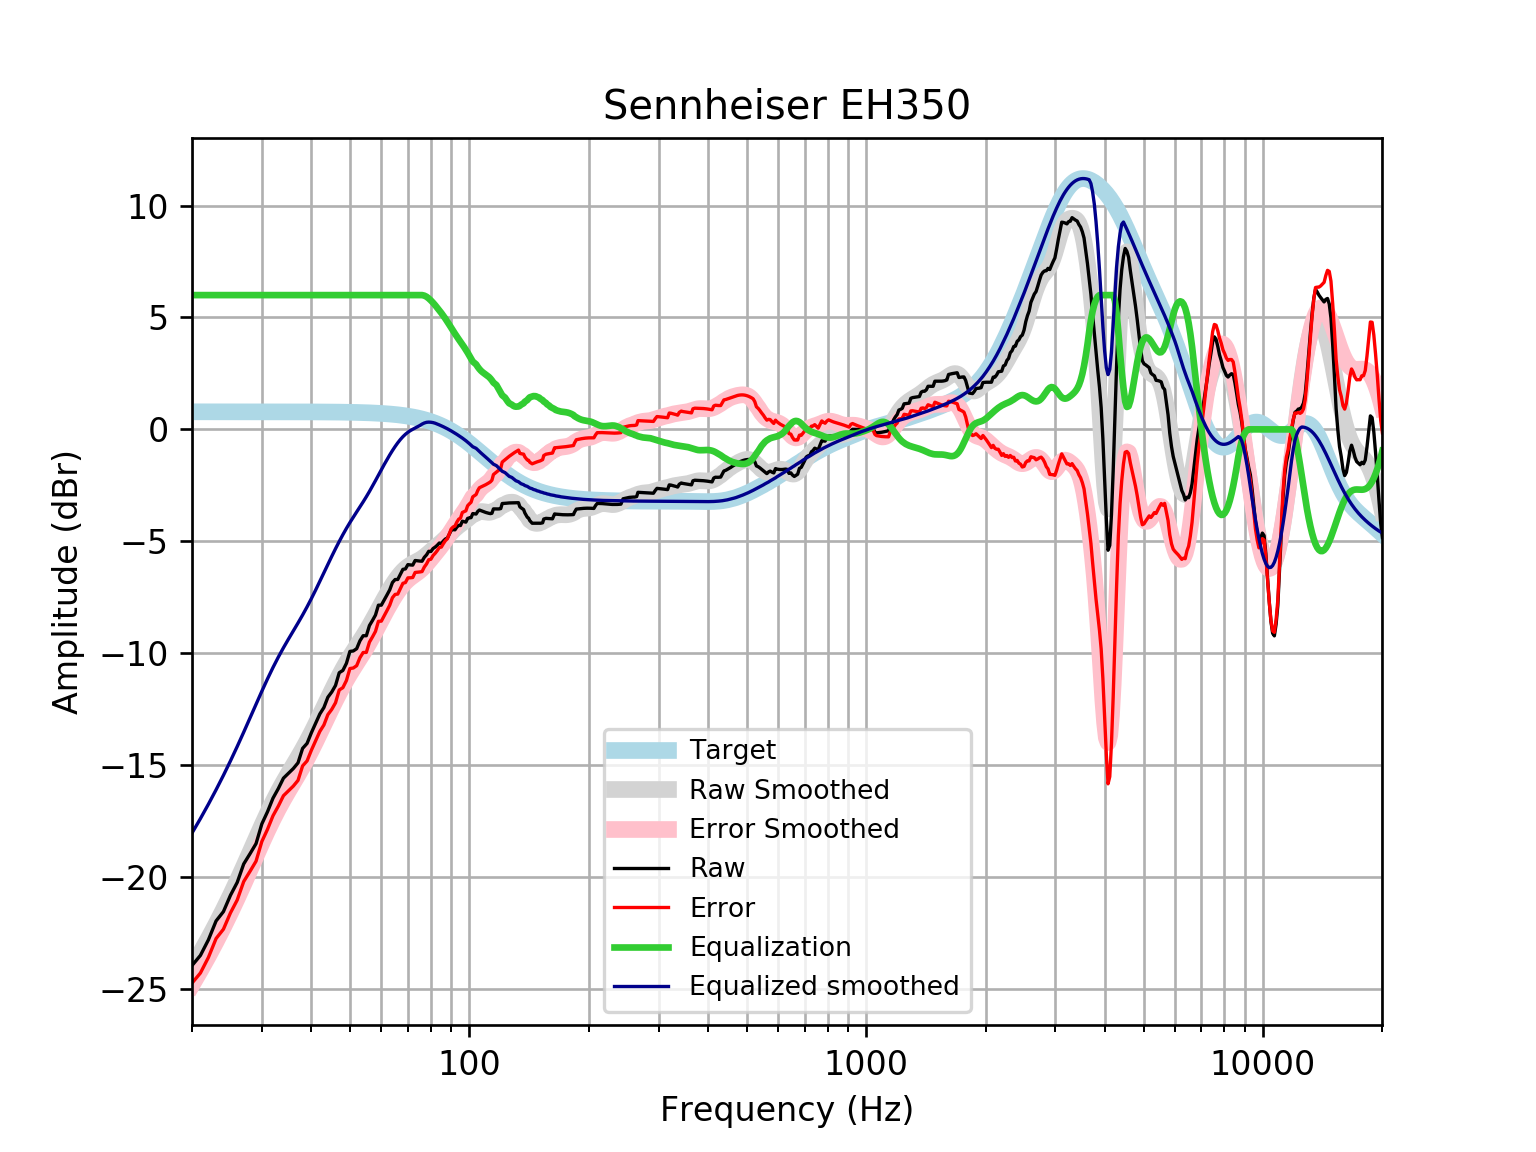 Sennheiser EH350
10
5
0
−5
−10
−15
−20
−25
Amplitude (dBr)
Target
Raw Smoothed
Error Smoothed
Raw
Error
Equalization
Equalized smoothed
100
1000
10000
Frequency (Hz)